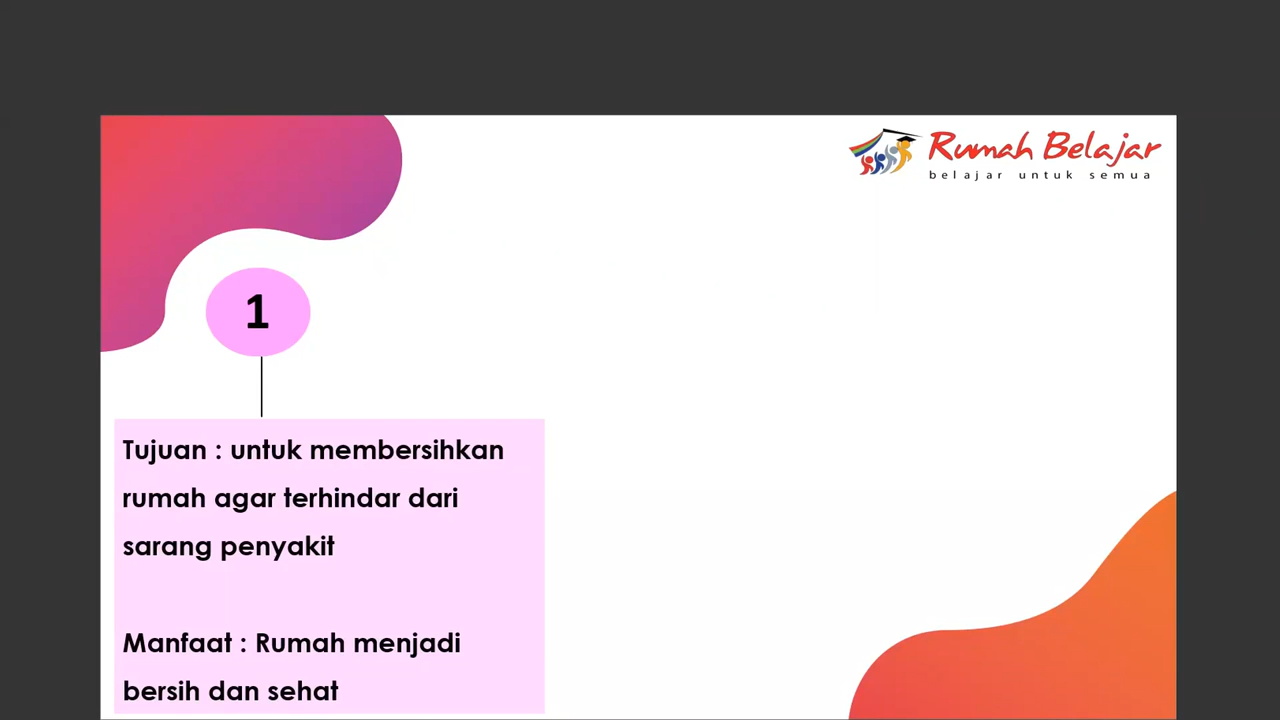 Rumah Belajar
belajar untuk semua
1
Tujuan : untuk membersihkan
rumah agar terhindar dari
sarang penyakit
Manfaat : Rumah menjadi
bersih dan sehat